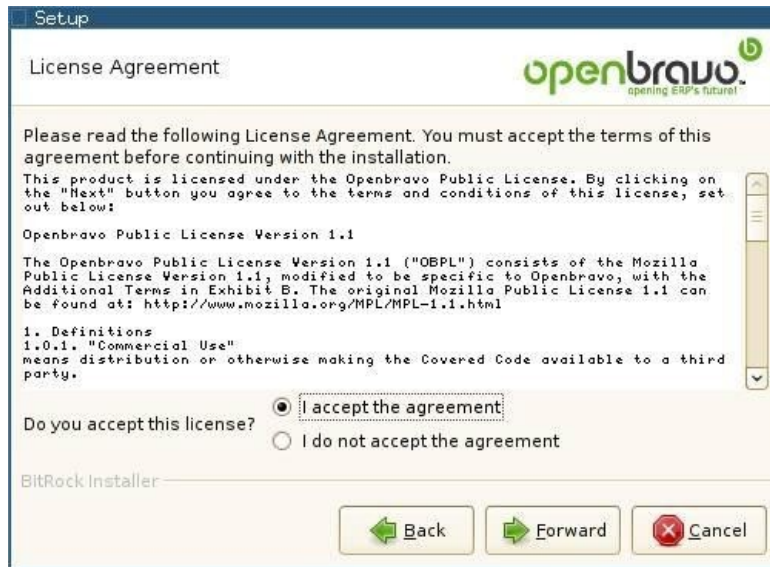 Setup
License Agreement
openbravo™
opening ERP's future!
Please read the following License Agreement. You must accept the terms of this
agreement before continuing with the installation.
This product is licensed under the Openbravo Public License. By clicking on
the "Next" button you agree to the terms and conditions of this license, set
out below:
Openbravo Public License Version 1.1
The Openbravo Public License Version 1.1 ("OBPL") consists of the Mozilla
Public License Version 1.1, modified to be specific to Openbravo, with the
Additional Terms in Exhibit B. The original Mozilla Public License 1.1 can
be found at: http://www.mozilla.org/MPL/MPL-1.1.html
1. Definitions
1.0.1. "Commercial Use"
means distribution or otherwise making the Covered Code available to a third
party.
Do you accept this license?
I accept the agreement
I do not accept the agreement
BitRock Installer
Back
Forward
Cancel